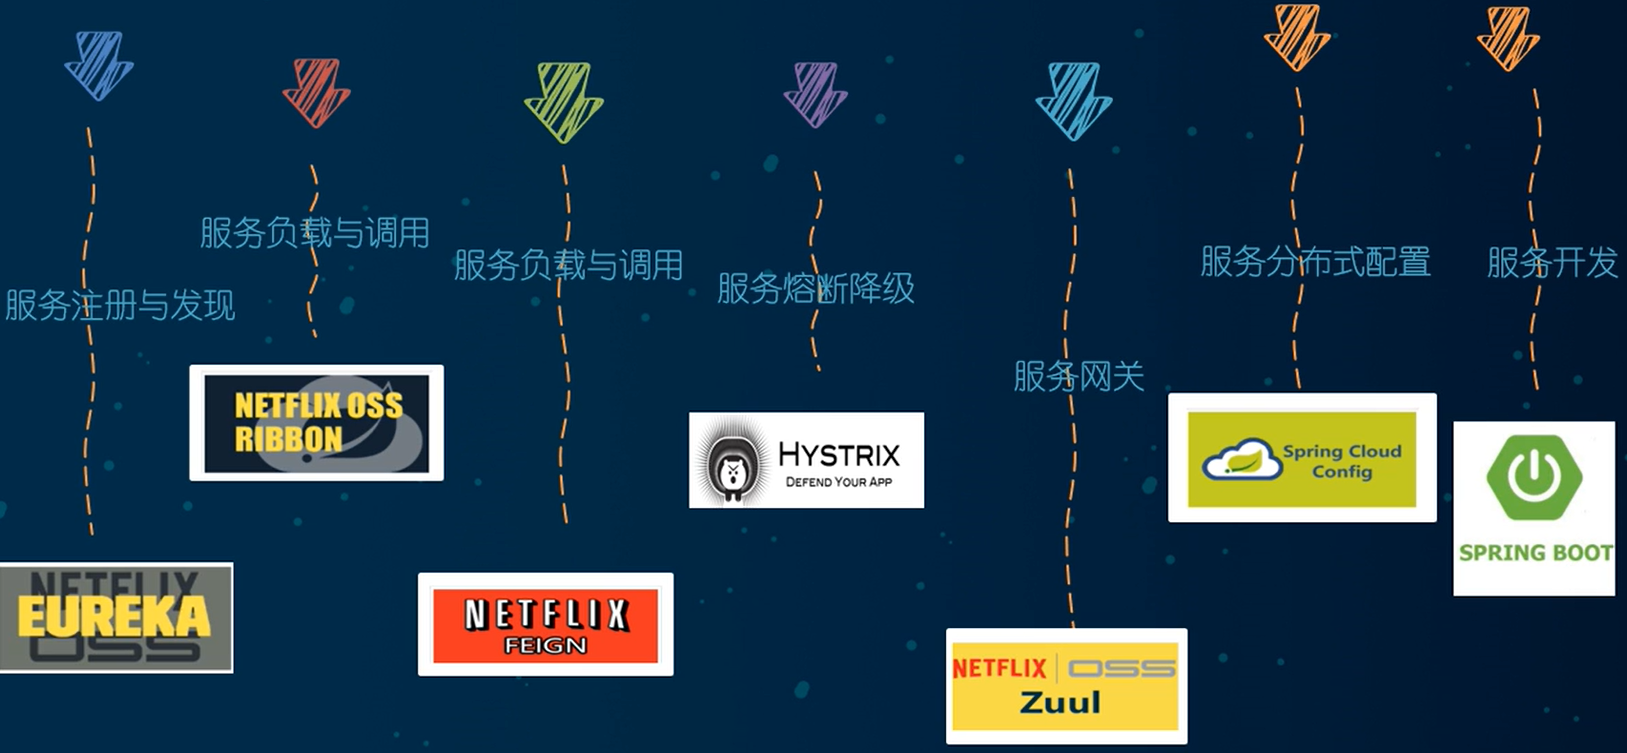 服务注册与发现
NETFLIX
EUREKA
OSS
服务负载与调用
NETFLIX OSS
RIBBON
服务负载与调用
NETFLIX
FEIGN
服务熔断降级
HYSTRIX
DEFEND YOUR APP
服务网关
NETFLIX OSS
Zuul
服务分布式配置
Spring Cloud
Config
服务开发
SPRING BOOT